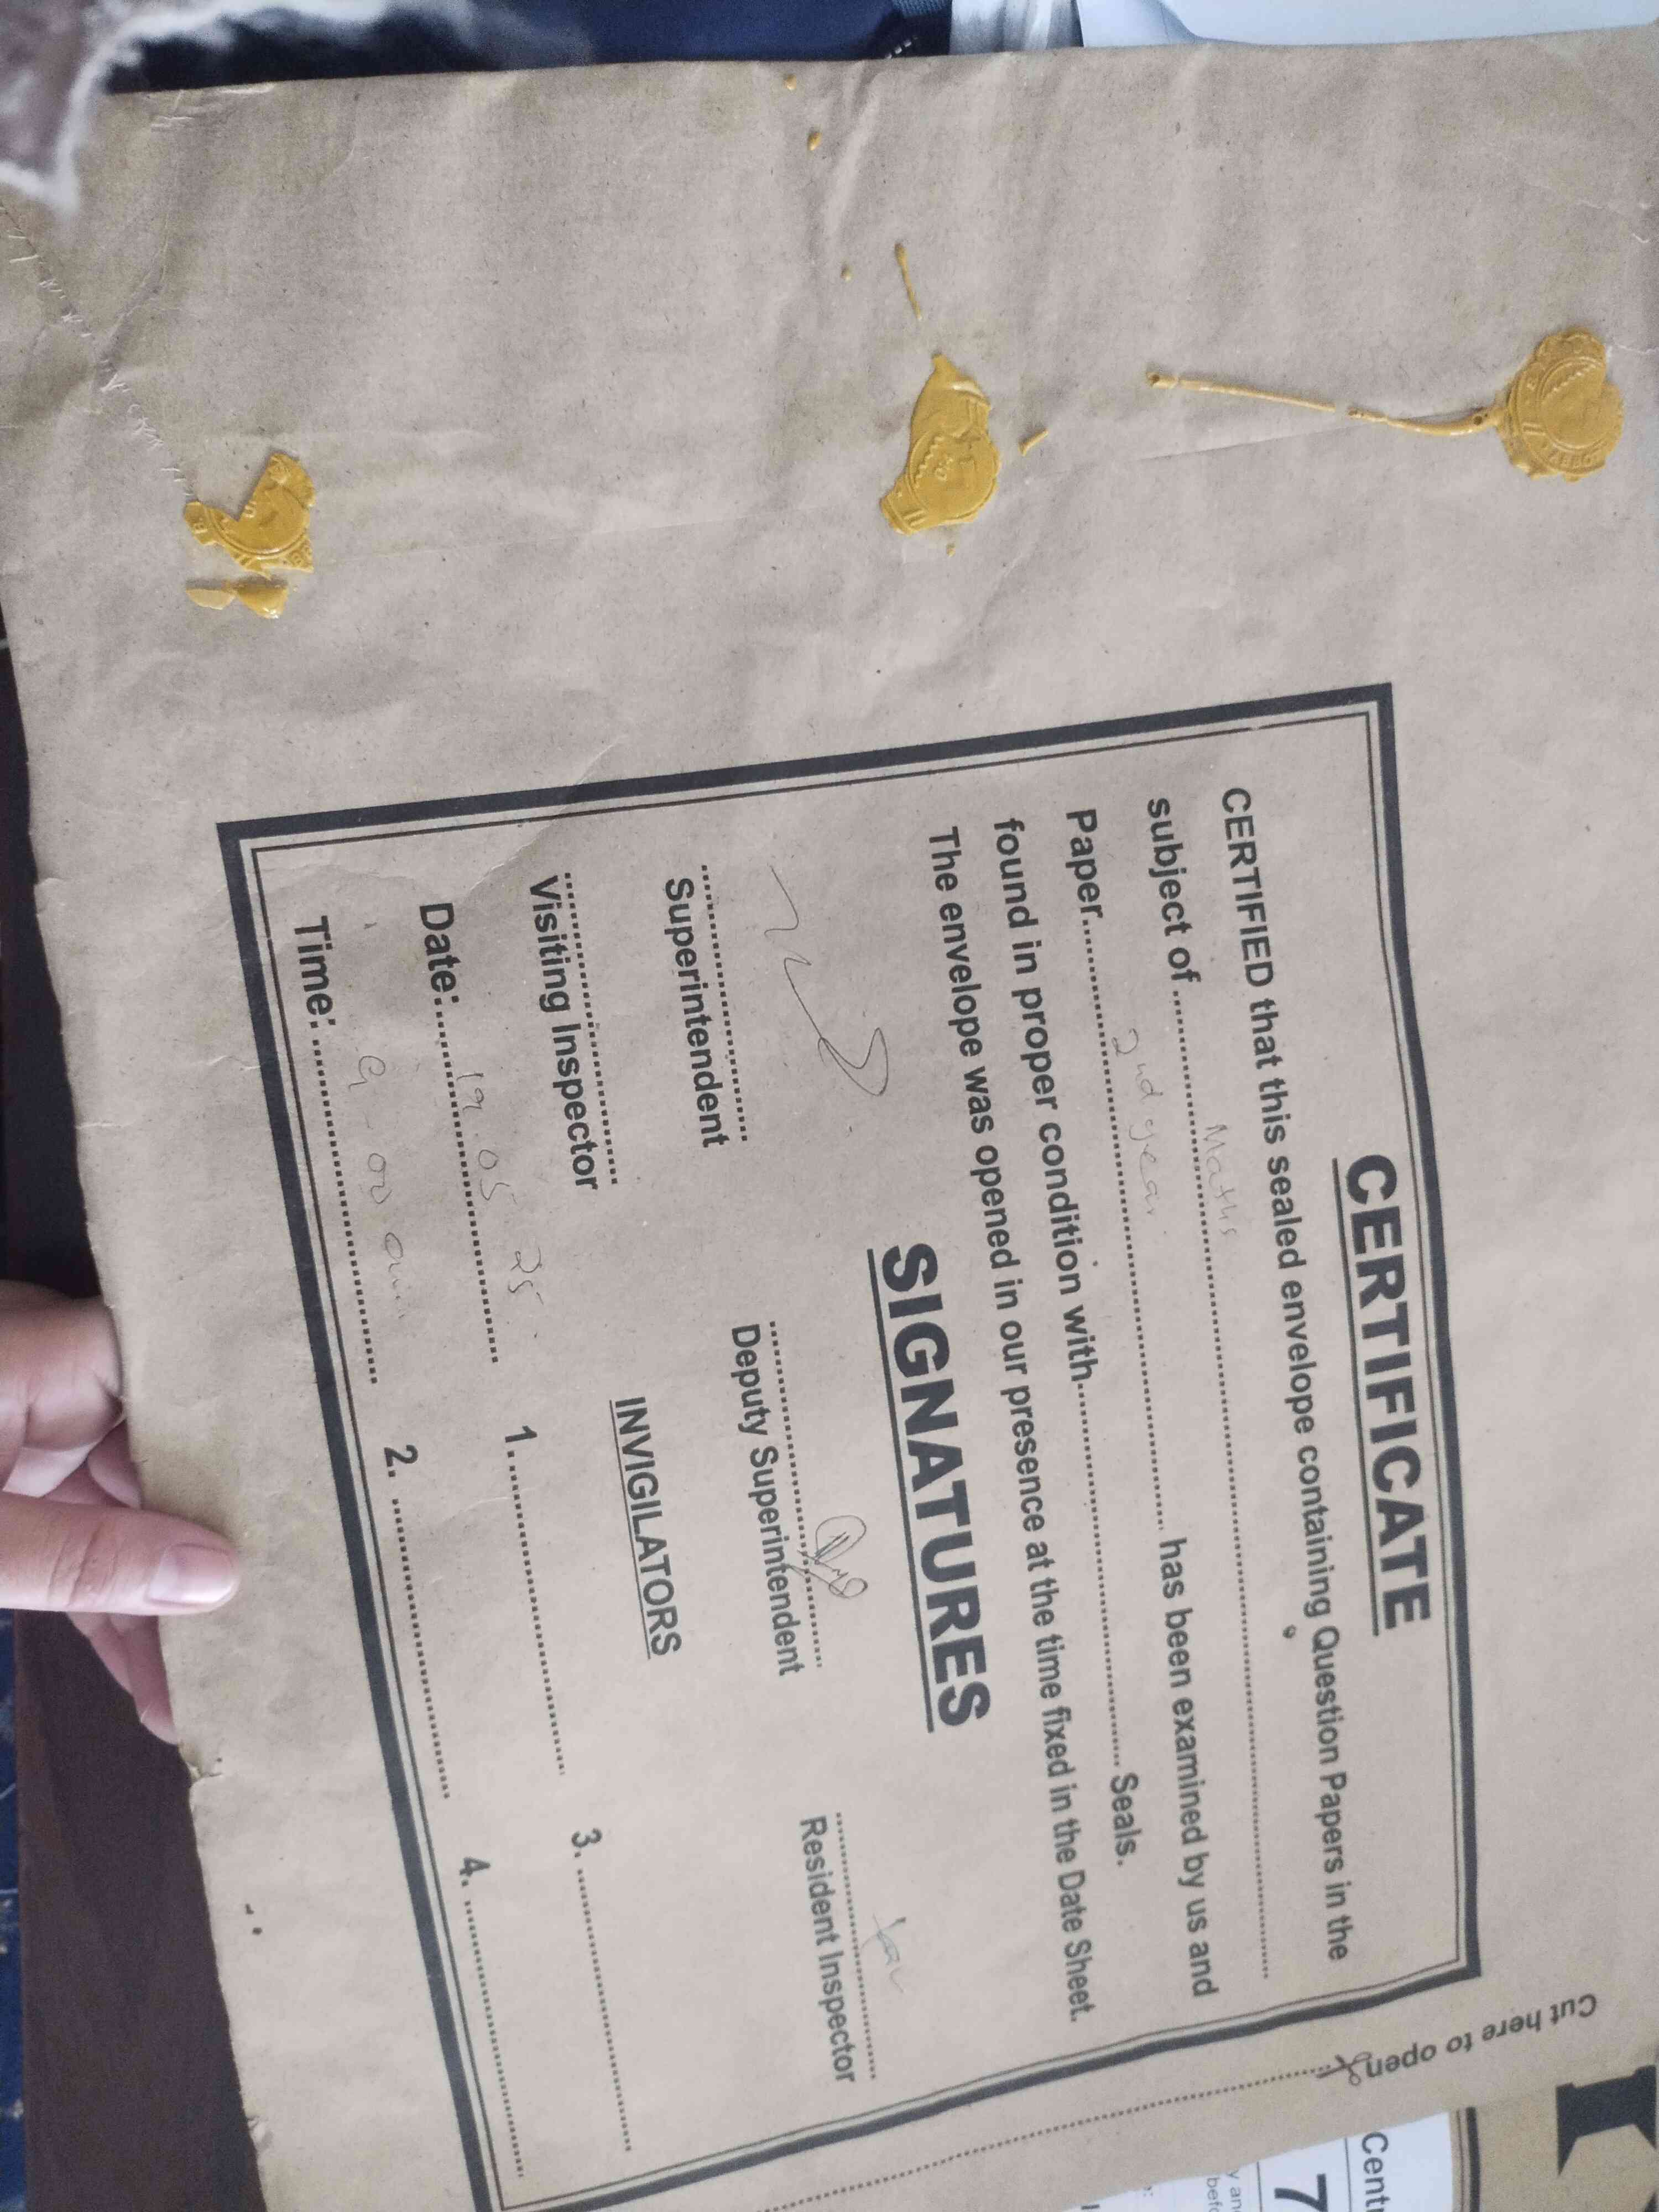 CERTIFICATE
CERTIFIED that this sealed envelope containing Question Papers in the
subject of Maths
Paper 2nd year has been examined by us and
found in proper condition with Seals.
The envelope was opened in our presence at the time fixed in the Date Sheet.
SIGNATURES
Superintendent
Deputy Superintendent
Resident Inspector
Visiting Inspector
INVIGILATORS
Date: 19.05.25
1.
3.
Time: 9-00 am
2.
4.
Cut here to open
Cent
7